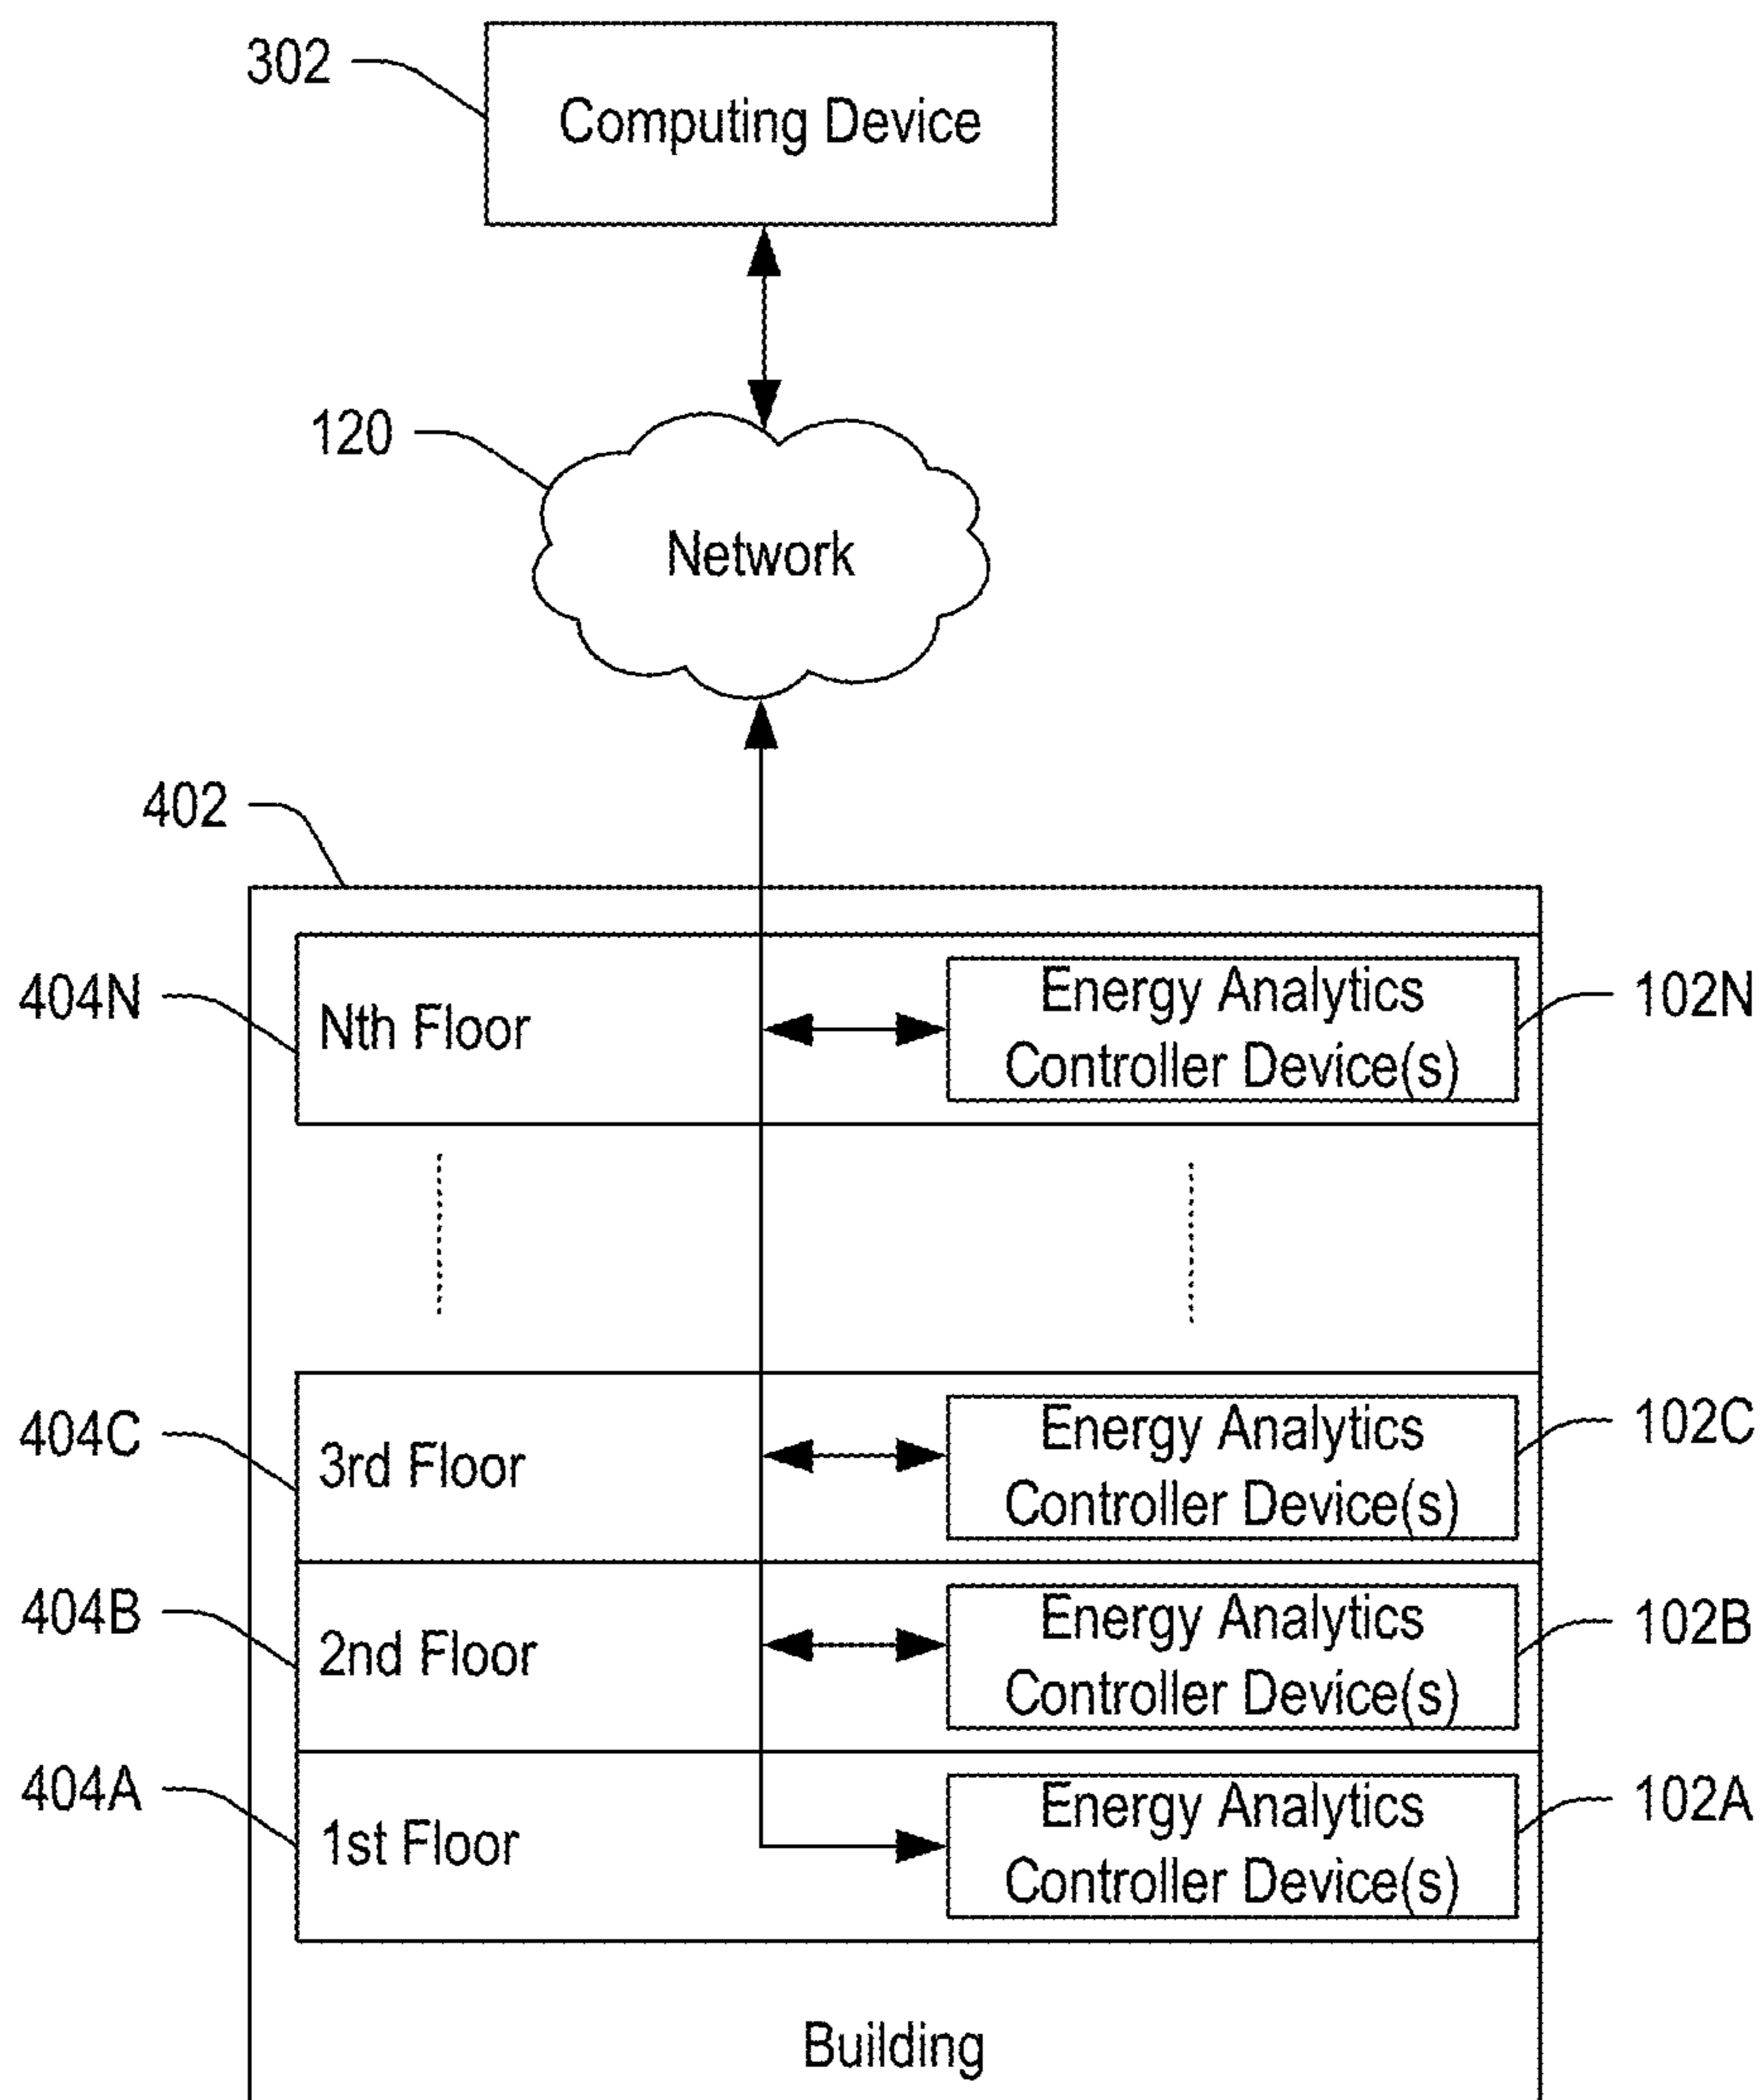 302
Computing Device
120
Network
402
404N
Nth Floor
Energy Analytics
Controller Device(s)
102N
404C
3rd Floor
Energy Analytics
Controller Device(s)
102C
404B
2nd Floor
Energy Analytics
Controller Device(s)
102B
404A
1st Floor
Energy Analytics
Controller Device(s)
102A
Building